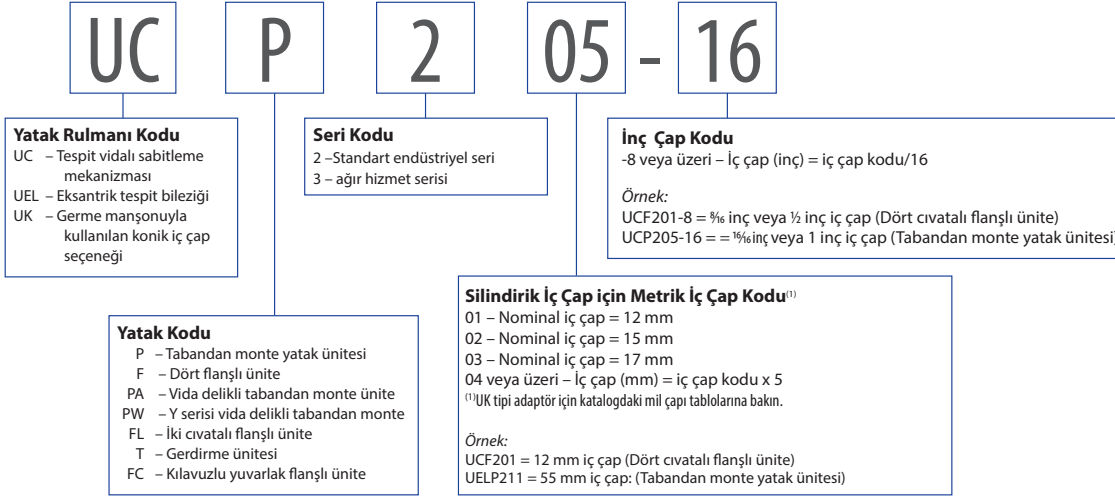 UC P 2 05 - 16
Yatak Rulmanı Kodu
UC – Tespit vidalı sabitleme
mekanizması
UEL – Eksantrik tespit bileziği
UK – Germe manşonuyla
kullanılan konik iç çap
seçeneği
Seri Kodu
2 –Standart endüstriyel seri
3 – ağır hizmet serisi
İnç Çap Kodu
-8 veya üzeri – İç çap (inç) = iç çap kodu/16
Örnek:
UCF201-8 = 8⁄16 inç veya ½ inç iç çap (Dört cıvatalı flanşlı ünite)
UCP205-16 = = 16⁄16 inç veya 1 inç iç çap (Tabandan monte yatak ünitesi)
Yatak Kodu
P – Tabandan monte yatak ünitesi
F – Dört flanşlı ünite
PA – Vida delikli tabandan monte ünite
PW – Y serisi vida delikli tabandan monte
FL – İki cıvatalı flanşlı ünite
T – Gerdirme ünitesi
FC – Kılavuzlu yuvarlak flanşlı ünite
Silindirik İç Çap için Metrik İç Çap Kodu(1)
01 – Nominal iç çap = 12 mm
02 – Nominal iç çap = 15 mm
03 – Nominal iç çap = 17 mm
04 veya üzeri – İç çap (mm) = iç çap kodu x 5
(1)UK tipi adaptör için katalogdaki mil çapı tablolarına bakın.
Örnek:
UCF201 = 12 mm iç çap (Dört cıvatalı flanşlı ünite)
UELP211 = 55 mm iç çap: (Tabandan monte yatak ünitesi)